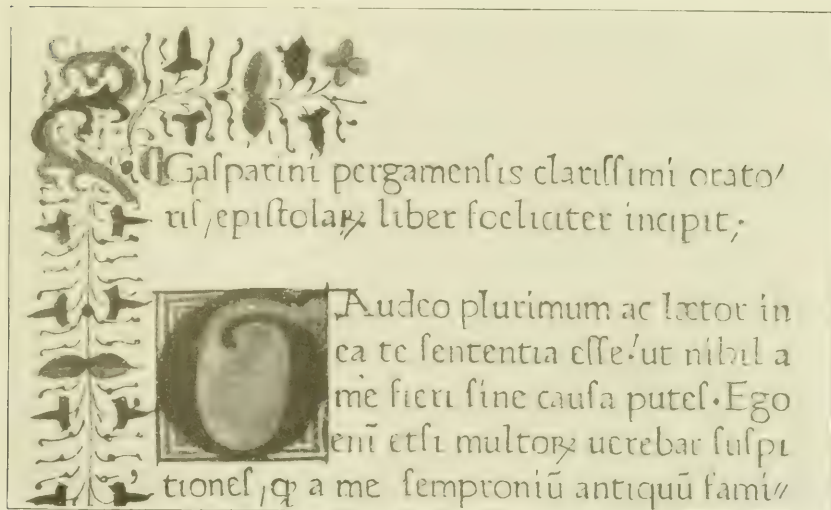 ¶Gaſparini pergamenſis clariſſimi orato/
riſ, epiſtolaꝝ liber foeliciter incipit;
GAudeo plurimum ac lætor in
ea te ſententia eſſe, ut nihil a
me fieri ſine cauſa puteſ. Ego
enī etſi multoꝝ uerebar ſuſpi
tioneſ, ꝙ a me ſemproniū antiquū fami//